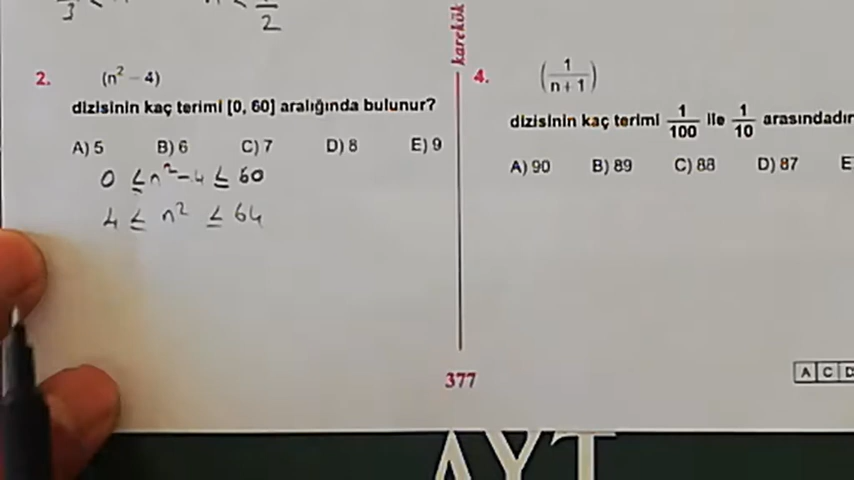 3
2
karekök
2. (n² – 4)
dizisinin kaç terimi [0, 60] aralığında bulunur?
A) 5 B) 6 C) 7 D) 8 E) 9
0 ≤ n² – 4 ≤ 60
4 ≤ n² ≤ 64
4. (1/(n + 1))
dizisinin kaç terimi 1/100 ile 1/10 arasındadır
A) 90 B) 89 C) 88 D) 87 E
377
A C D
AYT